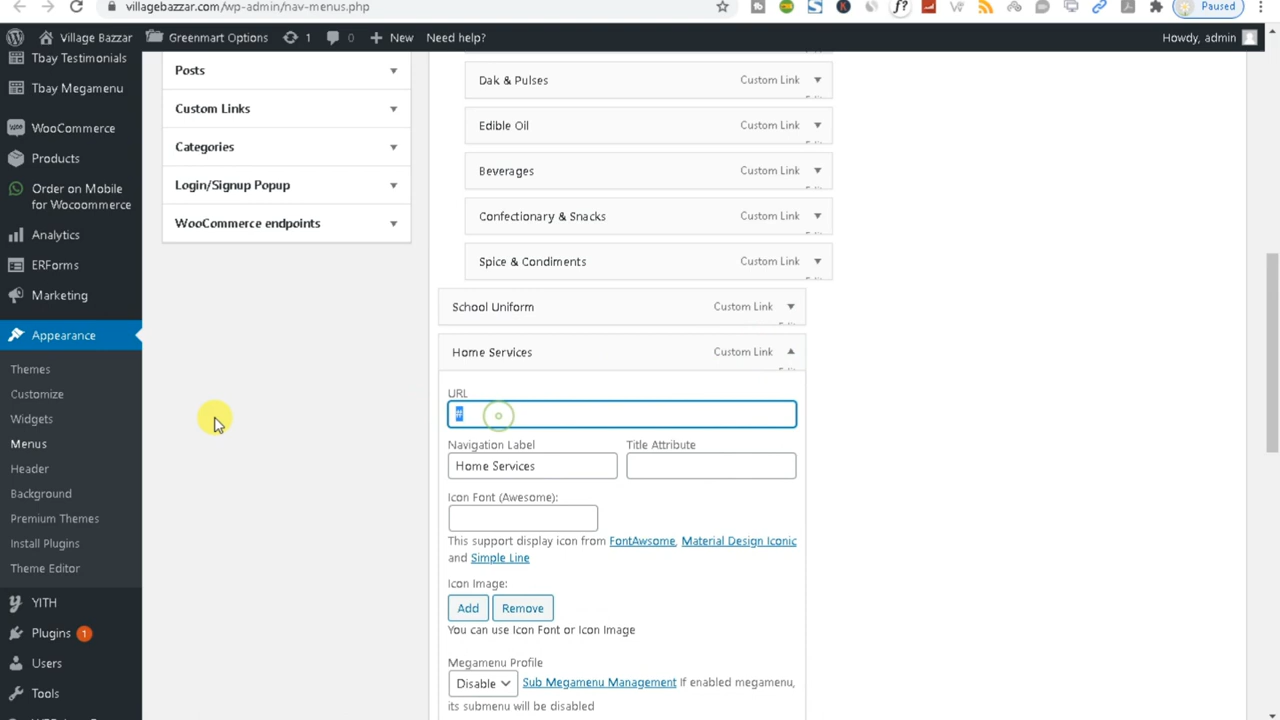 villagebazzar.com/wp-admin/nav-menus.php
Paused
Village Bazzar
Greenmart Options
1
0
New
Need help?
Howdy, admin
Tbay Testimonials
Tbay Megamenu
WooCommerce
Products
Order on Mobile
for Wocoommerce
Analytics
ERForms
Marketing
Appearance
Themes
Customize
Widgets
Menus
Header
Background
Premium Themes
Install Plugins
Theme Editor
YITH
Plugins 1
Users
Tools
Posts
Custom Links
Categories
Login/Signup Popup
WooCommerce endpoints
Dak & Pulses Custom Link
Edible Oil Custom Link
Beverages Custom Link
Confectionary & Snacks Custom Link
Spice & Condiments Custom Link
School Uniform Custom Link
Home Services Custom Link
URL
#
Navigation Label Title Attribute
Home Services
Icon Font (Awesome):
This support display icon from FontAwsome, Material Design Iconic
and Simple Line
Icon Image:
Add Remove
You can use Icon Font or Icon Image
Megamenu Profile
Disable Sub Megamenu Management If enabled megamenu,
its submenu will be disabled